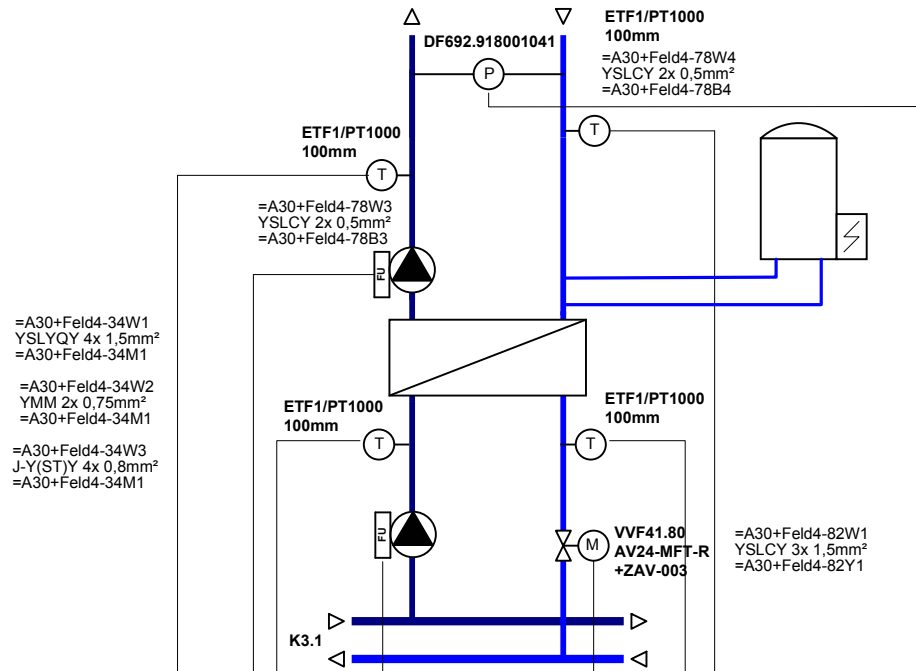 ETF1/PT1000
100mm
DF692.918001041
=A30+Feld4-78W4
YSLCY 2x 0,5mm²
=A30+Feld4-78B4
P
T
ETF1/PT1000
100mm
T
=A30+Feld4-78W3
YSLCY 2x 0,5mm²
=A30+Feld4-78B3
FU
=A30+Feld4-34W1
YSLYQY 4x 1,5mm²
=A30+Feld4-34M1
=A30+Feld4-34W2
YMM 2x 0,75mm²
=A30+Feld4-34M1
=A30+Feld4-34W3
J-Y(ST)Y 4x 0,8mm²
=A30+Feld4-34M1
ETF1/PT1000
100mm
T
ETF1/PT1000
100mm
T
FU
M
VVF41.80
AV24-MFT-R
+ZAV-003
=A30+Feld4-82W1
YSLCY 3x 1,5mm²
=A30+Feld4-82Y1
K3.1